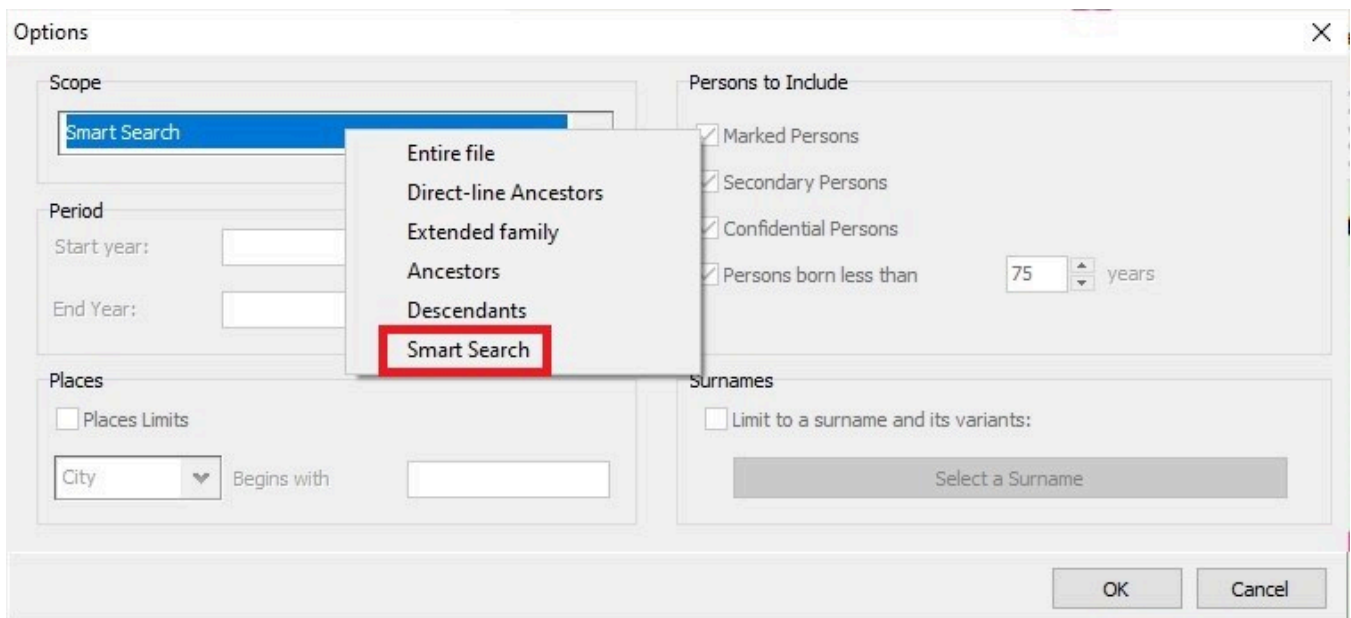 Options
Scope
Smart Search
Entire file
Direct-line Ancestors
Extended family
Ancestors
Descendants
Smart Search
Period
Start year:
End Year:
Places
Places Limits
City
Begins with
Persons to Include
Marked Persons
Secondary Persons
Confidential Persons
Persons born less than 75 years
Surnames
Limit to a surname and its variants:
Select a Surname
OK
Cancel